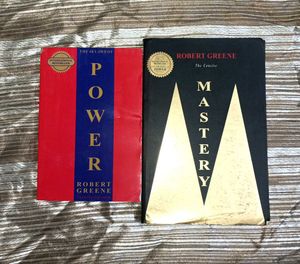 THE 48 LAWS OF
POWER
ROBERT
GREENE
ROBERT GREENE
The Concise
MASTERY